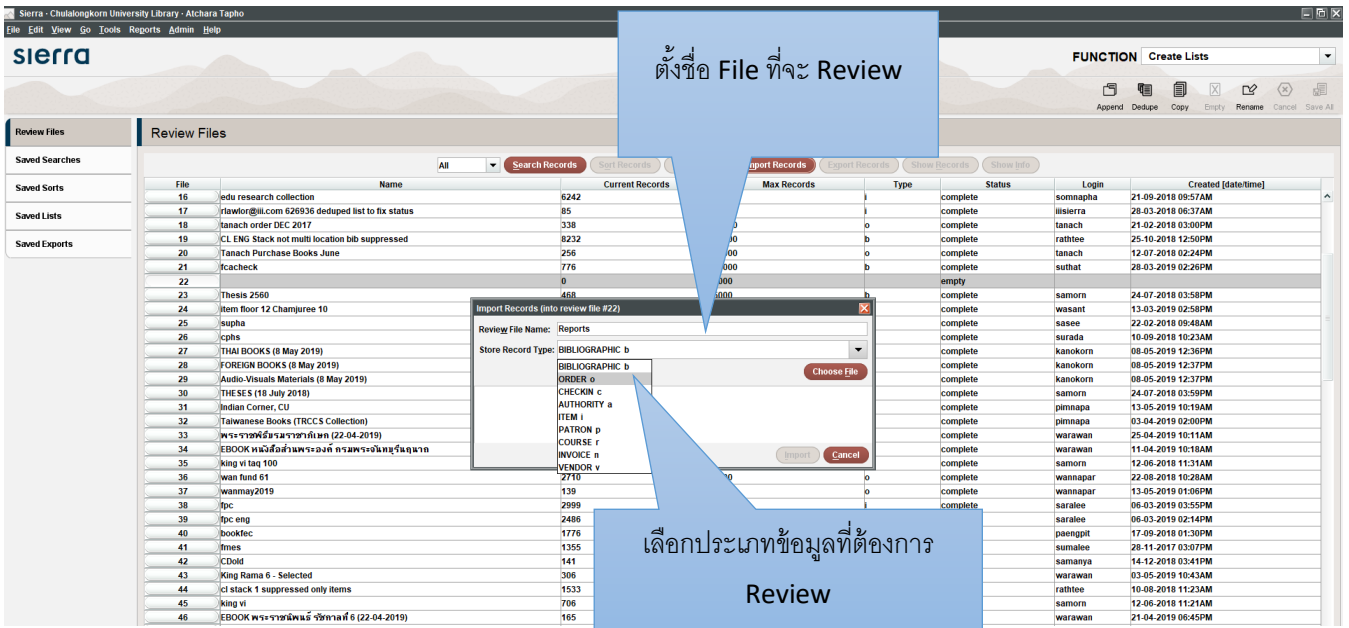 Sierra · Chulalongkorn University Library · Atchara Tapho
File Edit View Go Tools Reports Admin Help
sierra
FUNCTION Create Lists
ตั้งชื่อ File ที่จะ Review
Append Dedupe Copy Empty Rename Cancel Save All
Review Files
Saved Searches
Saved Sorts
Saved Lists
Saved Exports
Review Files
All Search Records Sort Records Import Records Export Records Show Records Show Info
File Name Current Records Max Records Type Status Login Created [date/time]
16 edu research collection 6242 i complete somnapha 21-09-2018 09:57AM
17 rlawlor@iii.com 626936 deduped list to fix status 85 i complete iiisierra 28-03-2018 06:37AM
18 tanach order DEC 2017 338 o complete tanach 21-02-2018 03:00PM
19 CL ENG Stack not multi location bib suppressed 8232 b complete rathtee 25-10-2018 12:50PM
20 Tanach Purchase Books June 256 o complete tanach 12-07-2018 02:24PM
21 fcacheck 776 b complete suthat 28-03-2019 02:26PM
22 0 empty
23 Thesis 2560 468 b complete samorn 24-07-2018 03:58PM
24 item floor 12 Chamjuree 10 complete wasant 13-03-2019 02:58PM
25 supha complete sasee 22-02-2018 09:48AM
26 cphs complete surada 10-09-2018 10:23AM
27 THAI BOOKS (8 May 2019) complete kanokorn 08-05-2019 12:36PM
28 FOREIGN BOOKS (8 May 2019) complete kanokorn 08-05-2019 12:37PM
29 Audio-Visuals Materials (8 May 2019) complete kanokorn 08-05-2019 12:37PM
30 THESES (18 July 2018) complete samorn 24-07-2018 03:59PM
31 Indian Corner, CU complete pimnapa 13-05-2019 10:19AM
32 Taiwanese Books (TRCCS Collection) complete pimnapa 03-04-2019 02:00PM
33 พระราชพิธีบรมราชาภิเษก (22-04-2019) complete warawan 25-04-2019 10:11AM
34 EBOOK หนังสือส่วนพระองค์ กรมพระจันทบุรีนฤนาถ complete warawan 11-04-2019 10:18AM
35 king vi taq 100 complete samorn 12-06-2018 11:31AM
36 wan fund 61 2710 o complete wannapar 22-08-2018 10:28AM
37 wanmay2019 139 o complete wannapar 13-05-2019 01:06PM
38 fpc 2999 i complete saralee 06-03-2019 03:55PM
39 fpc eng 2486 complete saralee 06-03-2019 02:14PM
40 bookfec 1776 complete paengpit 17-09-2018 01:30PM
41 fmes 1355 complete sumalee 28-11-2017 03:07PM
42 CDold 141 complete samanya 14-12-2018 03:41PM
43 King Rama 6 - Selected 306 complete warawan 03-05-2019 10:43AM
44 cl stack 1 suppressed only items 1533 complete rathtee 10-08-2018 11:23AM
45 king vi 706 complete samorn 12-06-2018 11:21AM
46 EBOOK พระราชนิพนธ์ รัชกาลที่ 6 (22-04-2019) 165 complete warawan 21-04-2019 06:45PM
Import Records (into review file #22)
Review File Name: Reports
Store Record Type: BIBLIOGRAPHIC b
BIBLIOGRAPHIC b
ORDER o
CHECKIN c
AUTHORITY a
ITEM i
PATRON p
COURSE r
INVOICE n
VENDOR v
Choose File
Import Cancel
เลือกประเภทข้อมูลที่ต้องการ
Review